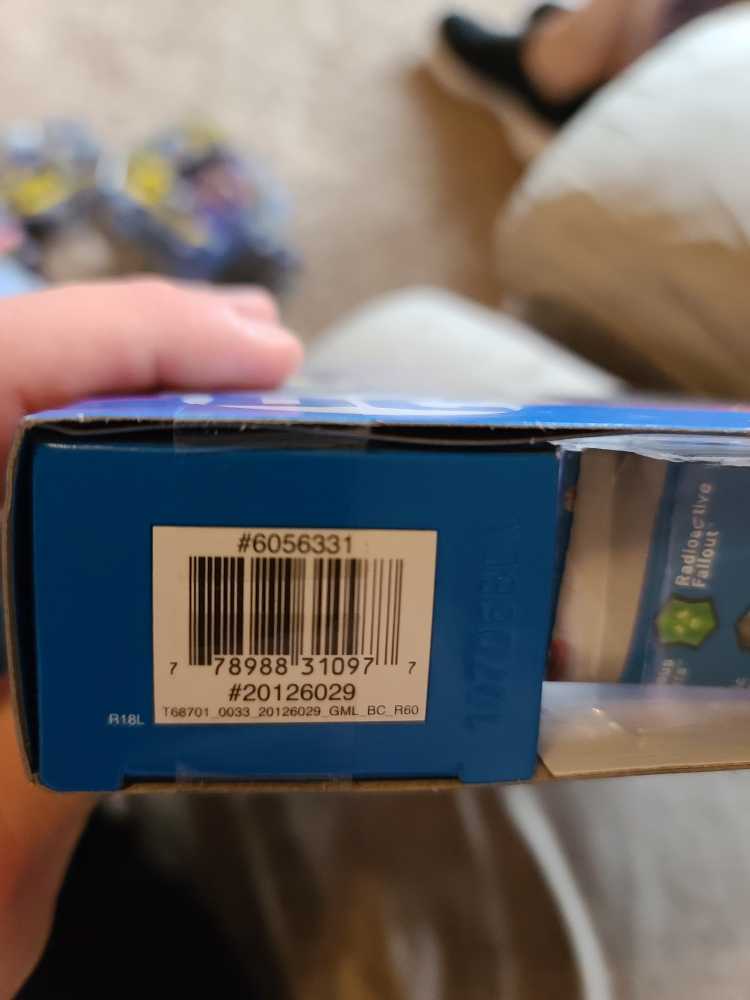 #6056331
7 78988 31097 7
#20126029
T68701_0033_20126029_GML_BC_R60
R18L
Radioactive
Fallout